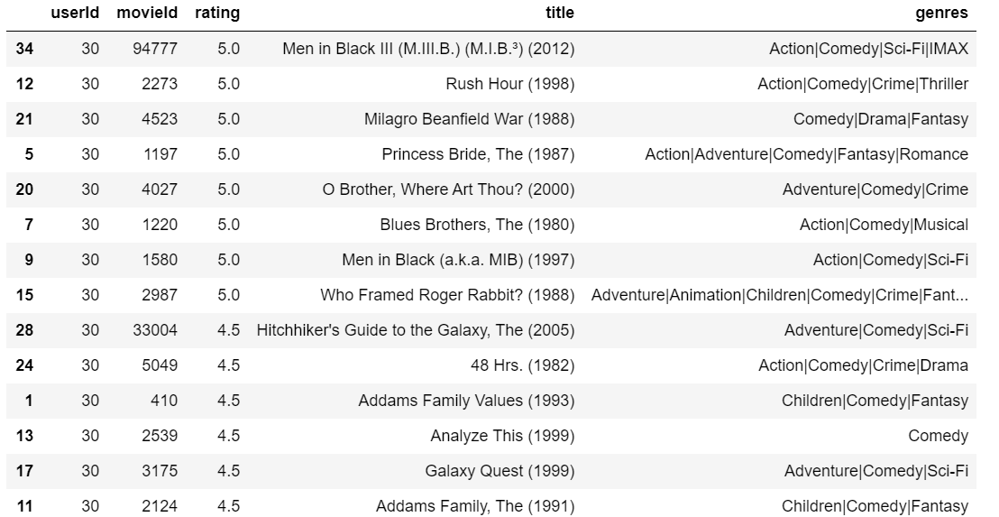 userId movieId rating title genres
34 30 94777 5.0 Men in Black III (M.III.B.) (M.I.B.³) (2012) Action|Comedy|Sci-Fi|IMAX
12 30 2273 5.0 Rush Hour (1998) Action|Comedy|Crime|Thriller
21 30 4523 5.0 Milagro Beanfield War (1988) Comedy|Drama|Fantasy
5 30 1197 5.0 Princess Bride, The (1987) Action|Adventure|Comedy|Fantasy|Romance
20 30 4027 5.0 O Brother, Where Art Thou? (2000) Adventure|Comedy|Crime
7 30 1220 5.0 Blues Brothers, The (1980) Action|Comedy|Musical
9 30 1580 5.0 Men in Black (a.k.a. MIB) (1997) Action|Comedy|Sci-Fi
15 30 2987 5.0 Who Framed Roger Rabbit? (1988) Adventure|Animation|Children|Comedy|Crime|Fant...
28 30 33004 4.5 Hitchhiker's Guide to the Galaxy, The (2005) Adventure|Comedy|Sci-Fi
24 30 5049 4.5 48 Hrs. (1982) Action|Comedy|Crime|Drama
1 30 410 4.5 Addams Family Values (1993) Children|Comedy|Fantasy
13 30 2539 4.5 Analyze This (1999) Comedy
17 30 3175 4.5 Galaxy Quest (1999) Adventure|Comedy|Sci-Fi
11 30 2124 4.5 Addams Family, The (1991) Children|Comedy|Fantasy